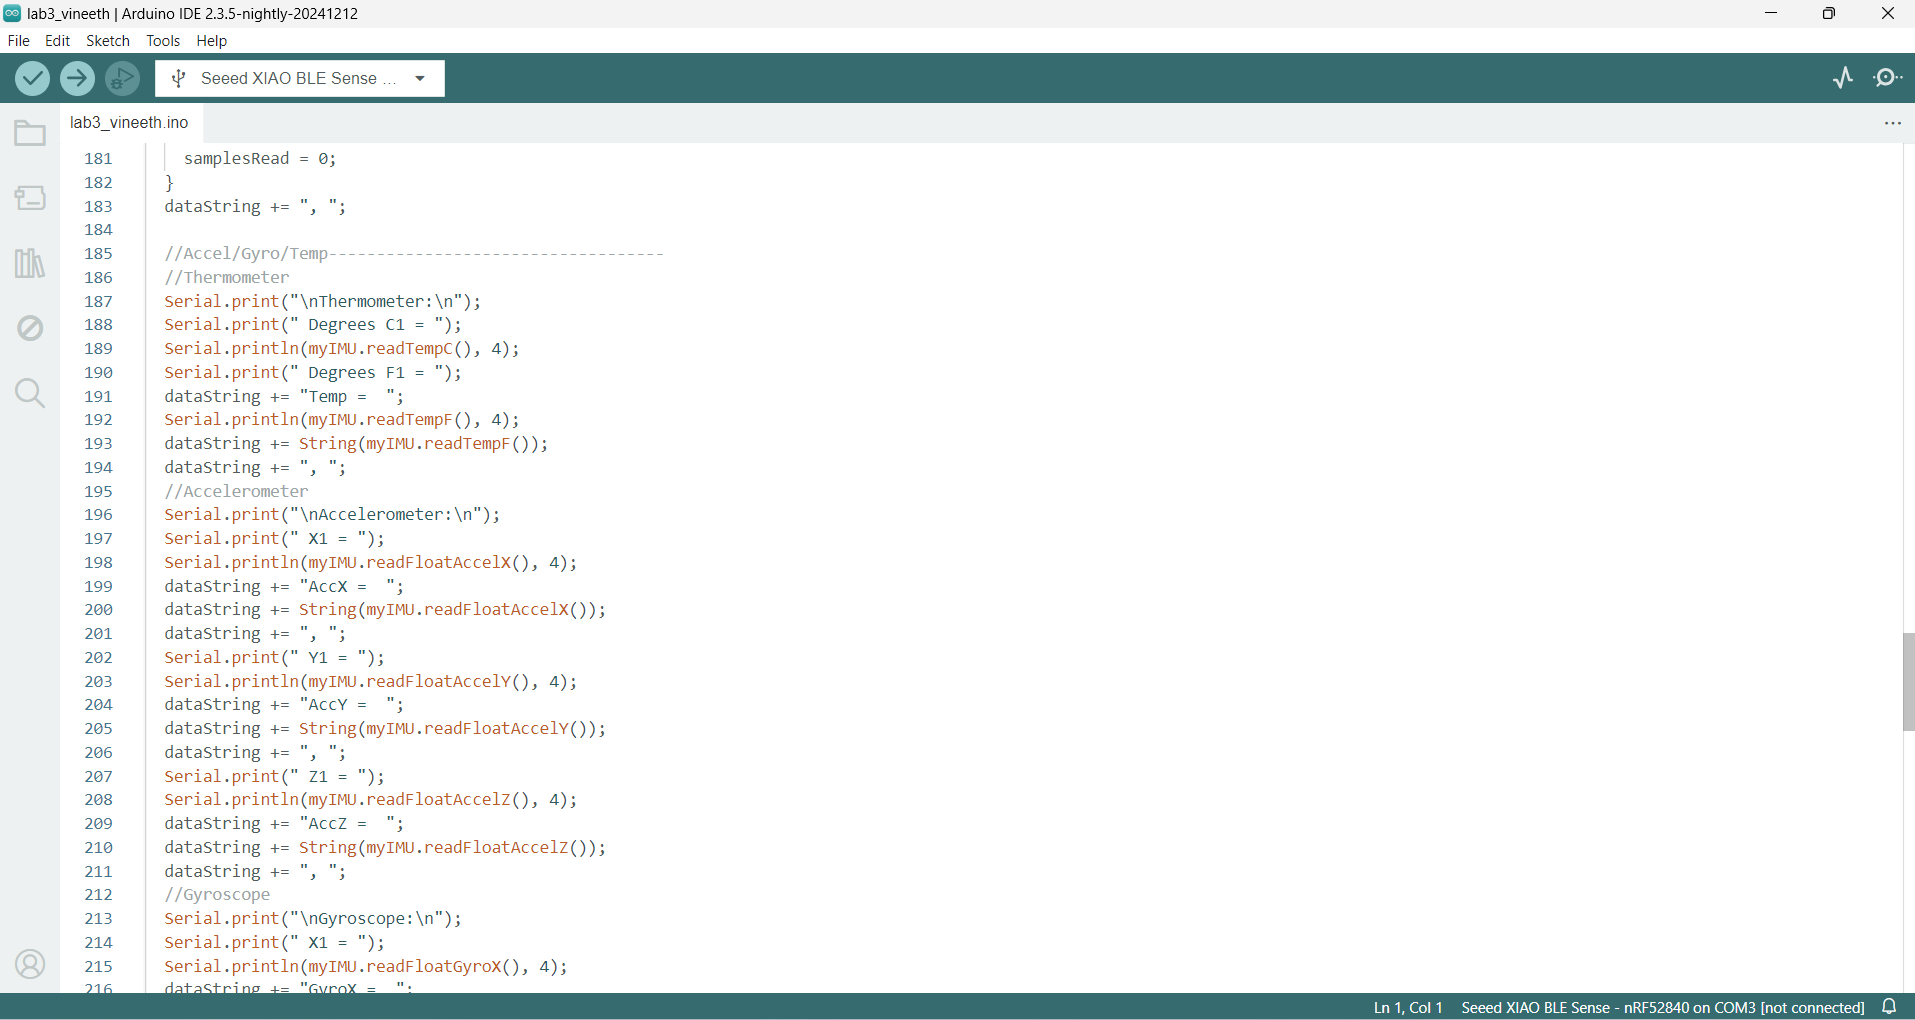 lab3_vineeth | Arduino IDE 2.3.5-nightly-20241212
File Edit Sketch Tools Help
Seeed XIAO BLE Sense ...
lab3_vineeth.ino
181 samplesRead = 0;
182 }
183 dataString += ", ";
184
185 //Accel/Gyro/Temp-----------------------------------
186 //Thermometer
187 Serial.print("\nThermometer:\n");
188 Serial.print(" Degrees C1 = ");
189 Serial.println(myIMU.readTempC(), 4);
190 Serial.print(" Degrees F1 = ");
191 dataString += "Temp =  ";
192 Serial.println(myIMU.readTempF(), 4);
193 dataString += String(myIMU.readTempF());
194 dataString += ", ";
195 //Accelerometer
196 Serial.print("\nAccelerometer:\n");
197 Serial.print(" X1 = ");
198 Serial.println(myIMU.readFloatAccelX(), 4);
199 dataString += "AccX =  ";
200 dataString += String(myIMU.readFloatAccelX());
201 dataString += ", ";
202 Serial.print(" Y1 = ");
203 Serial.println(myIMU.readFloatAccelY(), 4);
204 dataString += "AccY =  ";
205 dataString += String(myIMU.readFloatAccelY());
206 dataString += ", ";
207 Serial.print(" Z1 = ");
208 Serial.println(myIMU.readFloatAccelZ(), 4);
209 dataString += "AccZ =  ";
210 dataString += String(myIMU.readFloatAccelZ());
211 dataString += ", ";
212 //Gyroscope
213 Serial.print("\nGyroscope:\n");
214 Serial.print(" X1 = ");
215 Serial.println(myIMU.readFloatGyroX(), 4);
216 dataString += "GyroX =  ";
Ln 1, Col 1 Seeed XIAO BLE Sense - nRF52840 on COM3 [not connected]